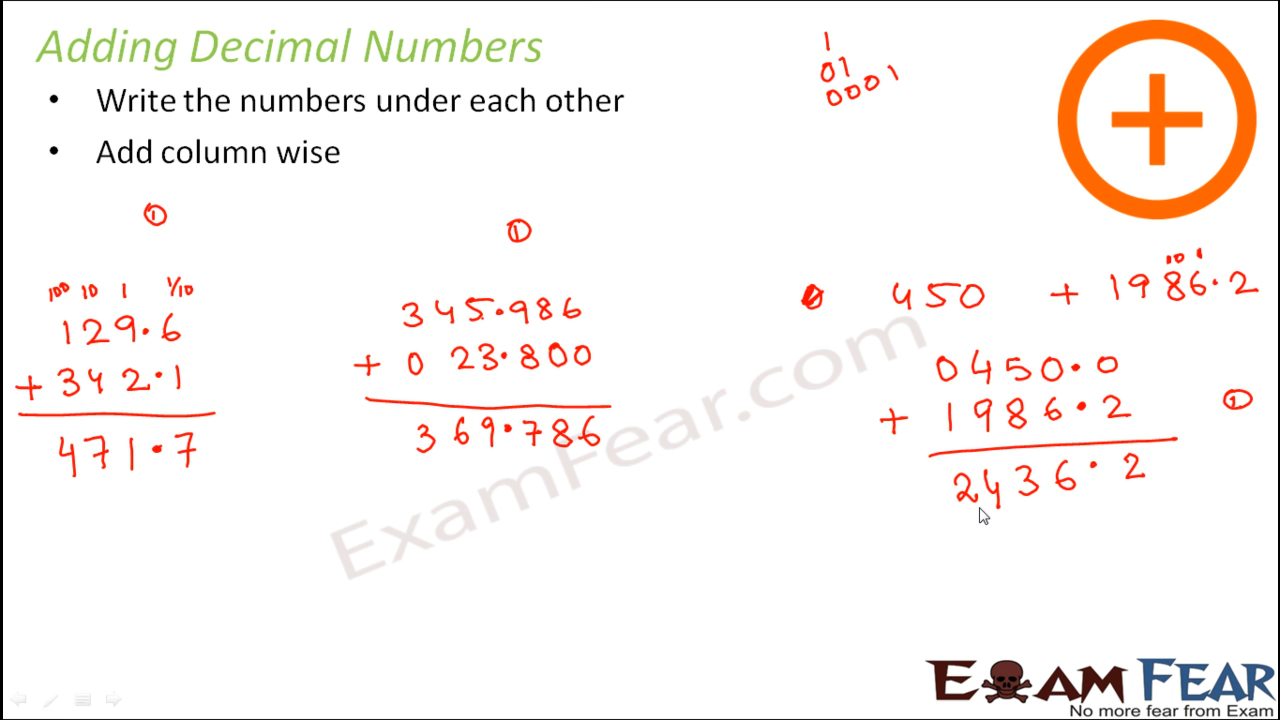 Adding Decimal Numbers
• Write the numbers under each other
• Add column wise
1
01
0001
①
100 10 1 1/10
129.6
+ 342.1
471.7
①
345.986
+ 023.800
369.786
10 1
450 + 1986.2
0450.0
+ 1986.2
①
2436.2
ExamFear.com
EXAM FEAR
No more fear from Exam